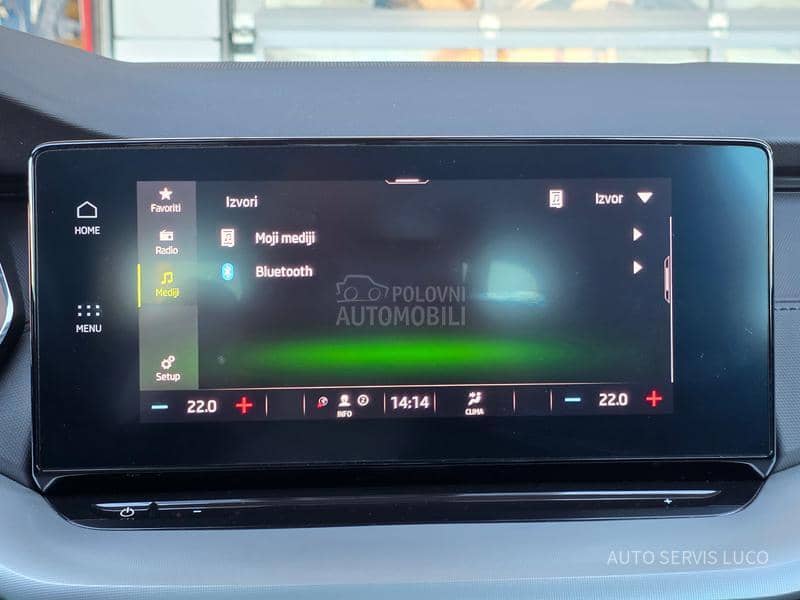 HOME
MENU
Favoriti
Radio
Mediji
Setup
Izvori
Izvor
Moji mediji
Bluetooth
POLOVNI
AUTOMOBILI
22.0
INFO
14:14
CLIMA
22.0
AUTO SERVIS LUCO